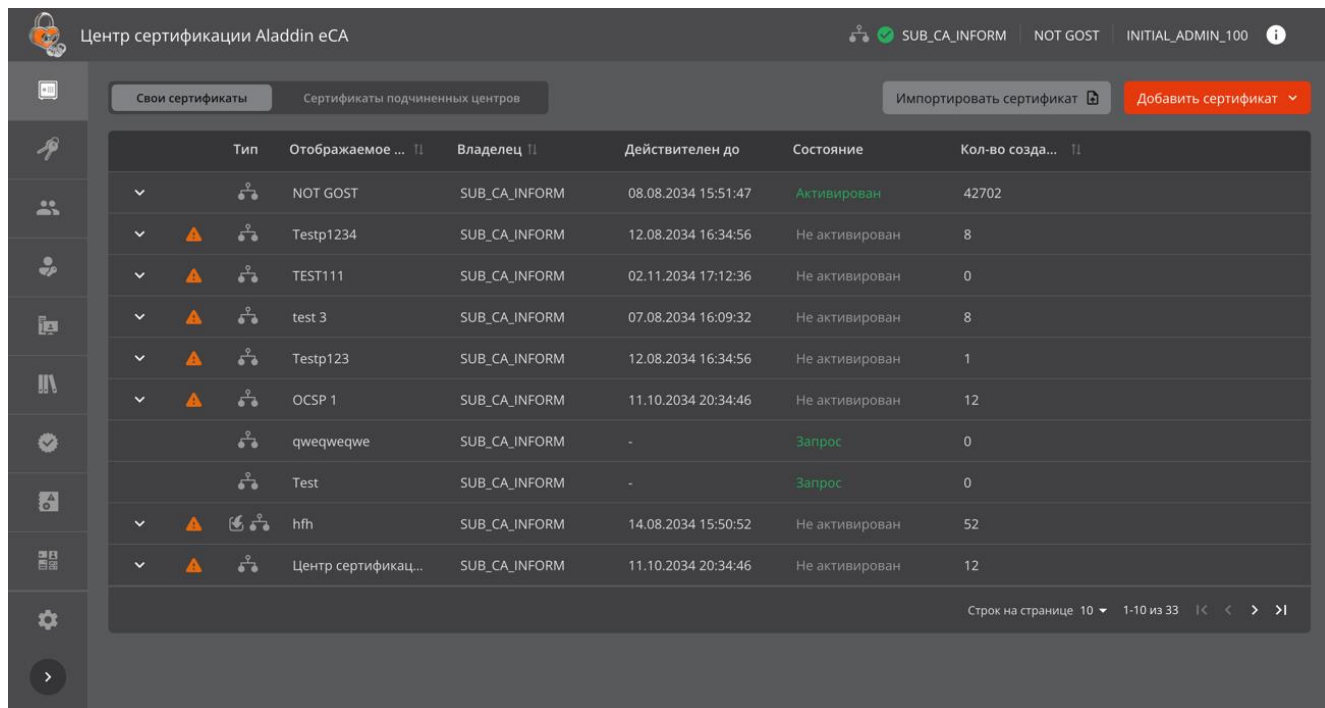 Центр сертификации Aladdin eCA SUB_CA_INFORM NOT GOST INITIAL_ADMIN_100
Свои сертификаты Сертификаты подчиненных центров Импортировать сертификат Добавить сертификат
Тип Отображаемое ... Владелец Действителен до Состояние Кол-во созда...
NOT GOST SUB_CA_INFORM 08.08.2034 15:51:47 Активирован 42702
Testp1234 SUB_CA_INFORM 12.08.2034 16:34:56 Не активирован 8
TEST111 SUB_CA_INFORM 02.11.2034 17:12:36 Не активирован 0
test 3 SUB_CA_INFORM 07.08.2034 16:09:32 Не активирован 8
Testp123 SUB_CA_INFORM 12.08.2034 16:34:56 Не активирован 1
OCSP 1 SUB_CA_INFORM 11.10.2034 20:34:46 Не активирован 12
qweqweqwe SUB_CA_INFORM - Запрос 0
Test SUB_CA_INFORM - Запрос 0
hfh SUB_CA_INFORM 14.08.2034 15:50:52 Не активирован 52
Центр сертификац... SUB_CA_INFORM 11.10.2034 20:34:46 Не активирован 12
Строк на странице 10 1-10 из 33